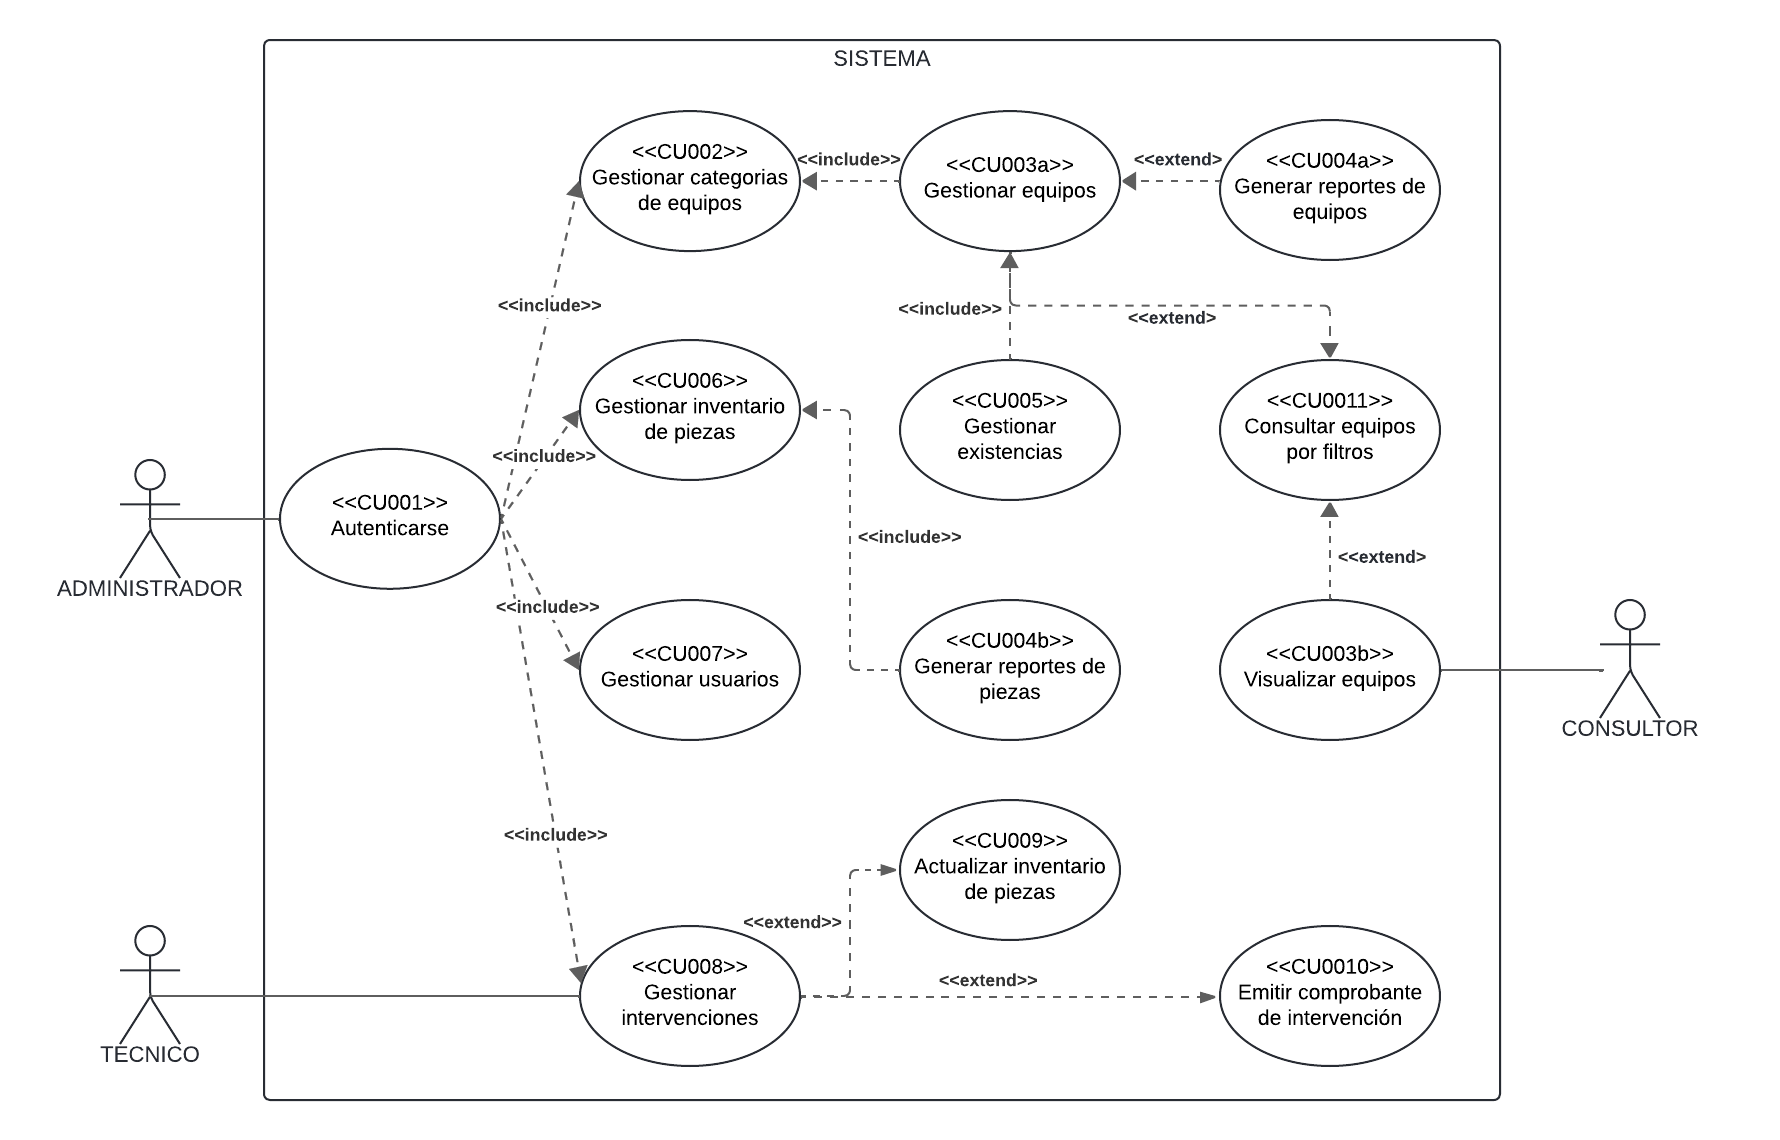 SISTEMA
<<CU002>>
Gestionar categorias
de equipos
<<include>>
<<CU003a>>
Gestionar equipos
<<extend>
<<CU004a>>
Generar reportes de
equipos
<<include>>
<<include>>
<<extend>
<<CU006>>
Gestionar inventario
de piezas
<<CU005>>
Gestionar
existencias
<<CU0011>>
Consultar equipos
por filtros
<<include>>
<<CU001>>
Autenticarse
ADMINISTRADOR
<<include>>
<<extend>
<<include>>
<<CU007>>
Gestionar usuarios
<<CU004b>>
Generar reportes de
piezas
<<CU003b>>
Visualizar equipos
CONSULTOR
<<include>>
<<CU009>>
Actualizar inventario
de piezas
<<extend>>
<<CU008>>
Gestionar
intervenciones
<<extend>>
<<CU0010>>
Emitir comprobante
de intervención
TÉCNICO